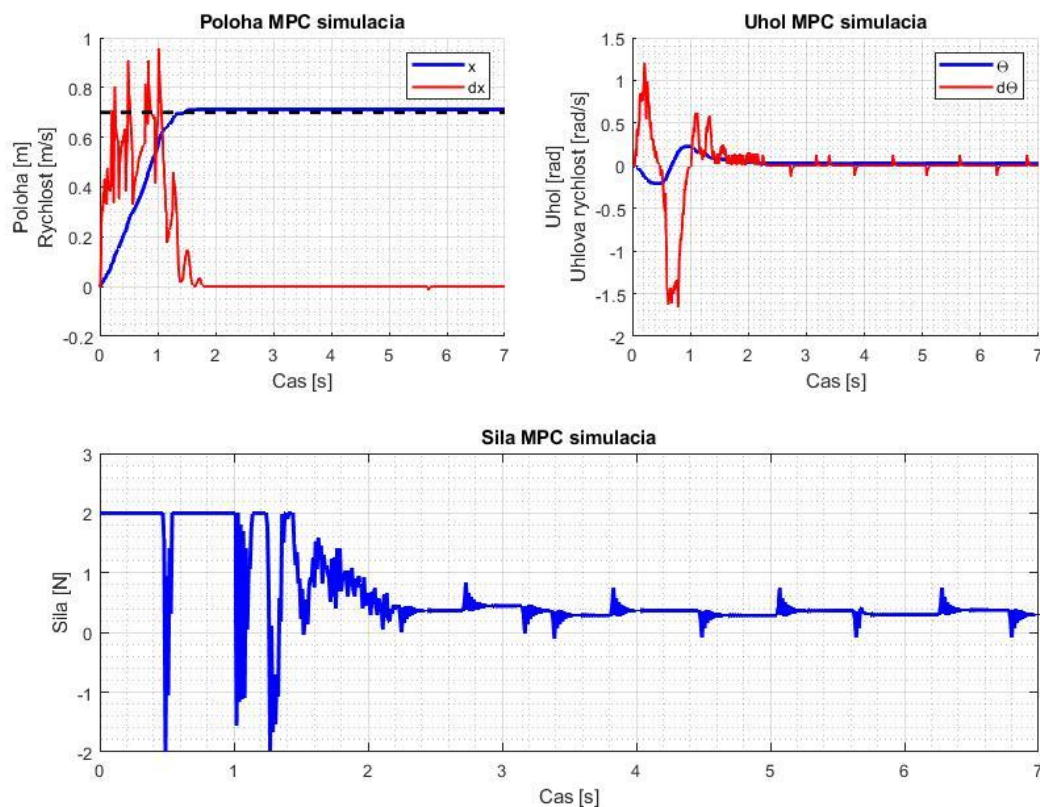 Poloha MPC simulacia
1
0.8
0.6
0.4
0.2
0
-0.2
Poloha [m]
Rychlost [m/s]
x
dx
0 1 2 3 4 5 6 7
Cas [s]
Uhol MPC simulacia
1.5
1
0.5
0
-0.5
-1
-1.5
-2
Uhol [rad]
Uhlova rychlost [rad/s]
Θ
dΘ
0 1 2 3 4 5 6 7
Cas [s]
Sila MPC simulacia
3
2
1
0
-1
-2
Sila [N]
0 1 2 3 4 5 6 7
Cas [s]